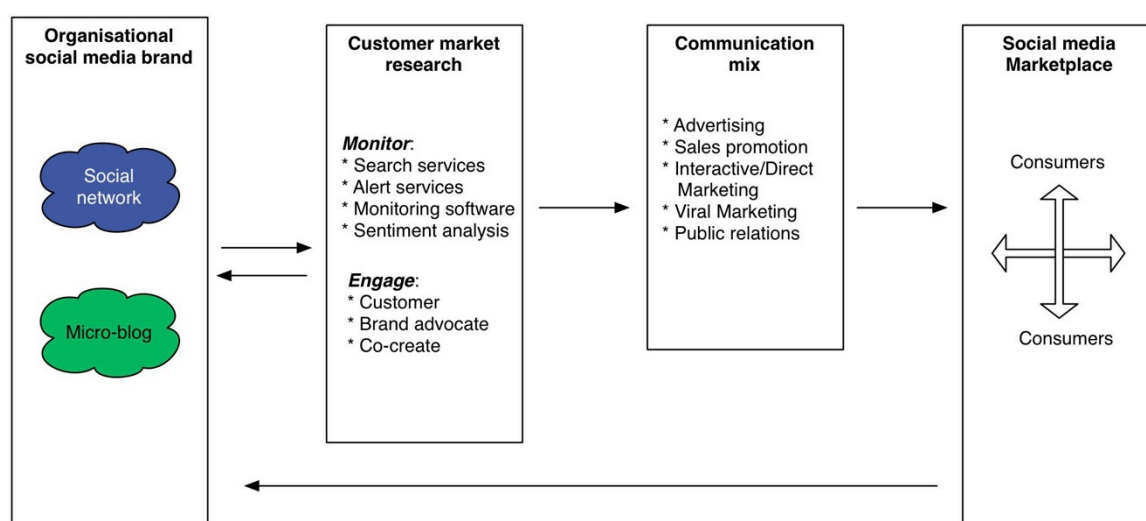 Organisational
social media brand
Social
network
Micro-blog
Customer market
research
Monitor:
* Search services
* Alert services
* Monitoring software
* Sentiment analysis
Engage:
* Customer
* Brand advocate
* Co-create
Communication
mix
* Advertising
* Sales promotion
* Interactive/Direct
Marketing
* Viral Marketing
* Public relations
Social media
Marketplace
Consumers
Consumers